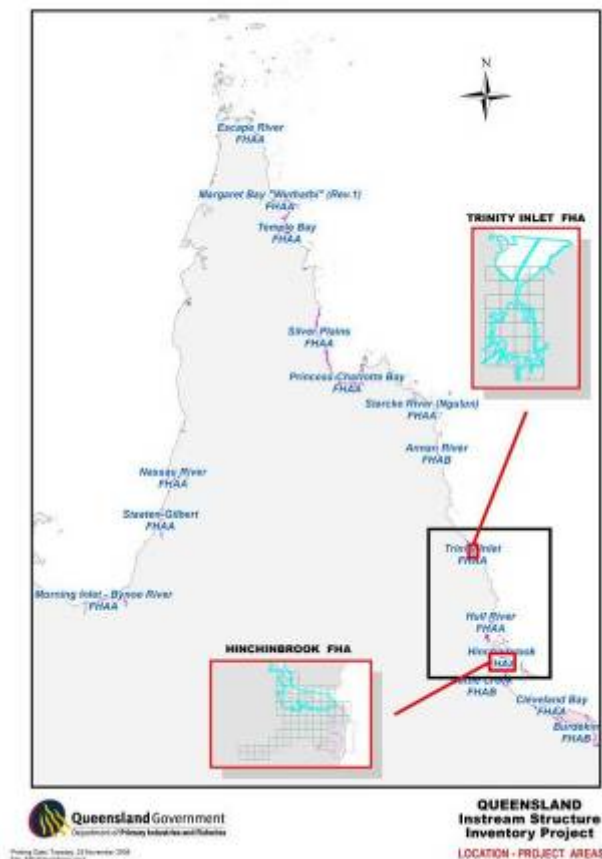 N
Escape River
FHAA
Margaret Bay "Wuthathi" (Rev.1)
FHAA
Temple Bay
FHAA
TRINITY INLET FHA
Silver Plains
FHAA
Princess Charlotte Bay
FHAA
Starcke River (Ngulun)
FHAA
Annan River
FHAB
Nassau River
FHAA
Staaten-Gilbert
FHAA
Trinity Inlet
FHAA
Morning Inlet - Bynoe River
FHAA
Hull River
FHAA
HINCHINBROOK FHA
Hinchinbrook
FHAB
Cleveland Bay
FHAA
Burdekin
FHAB
Queensland Government
Department of Primary Industries and Fisheries
QUEENSLAND
Instream Structure
Inventory Project
LOCATION - PROJECT AREAS